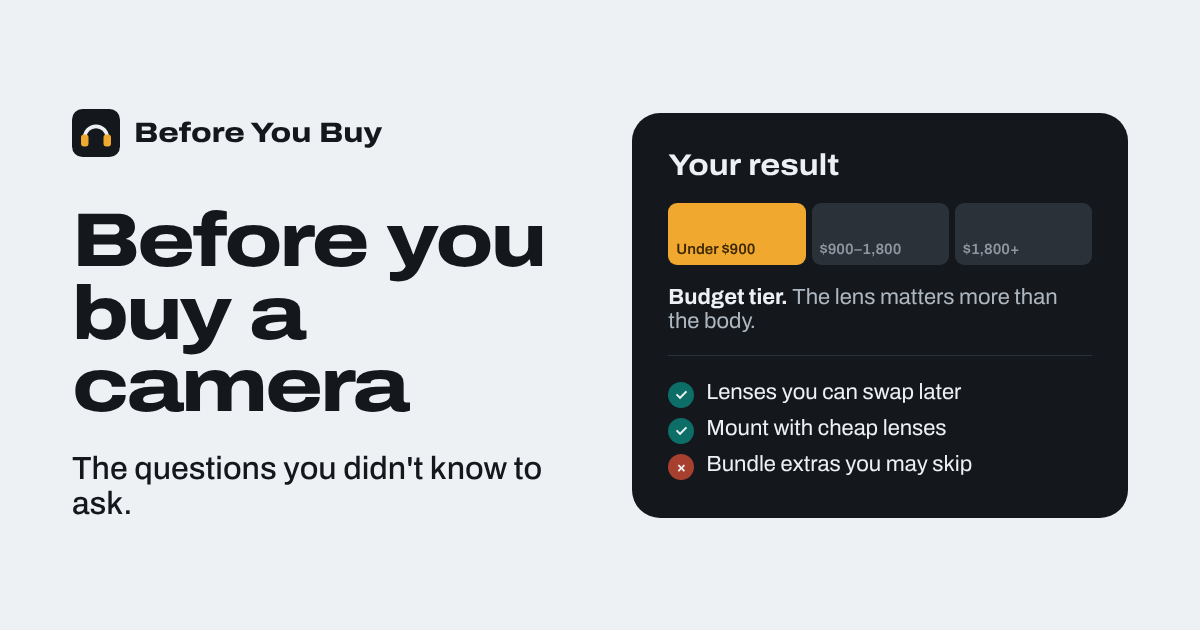 Before You Buy
Before you
buy a
camera
The questions you didn't know to
ask.
Your result
Under $900
$900–1,800
$1,800+
Budget tier. The lens matters more than
the body.
Lenses you can swap later
Mount with cheap lenses
Bundle extras you may skip